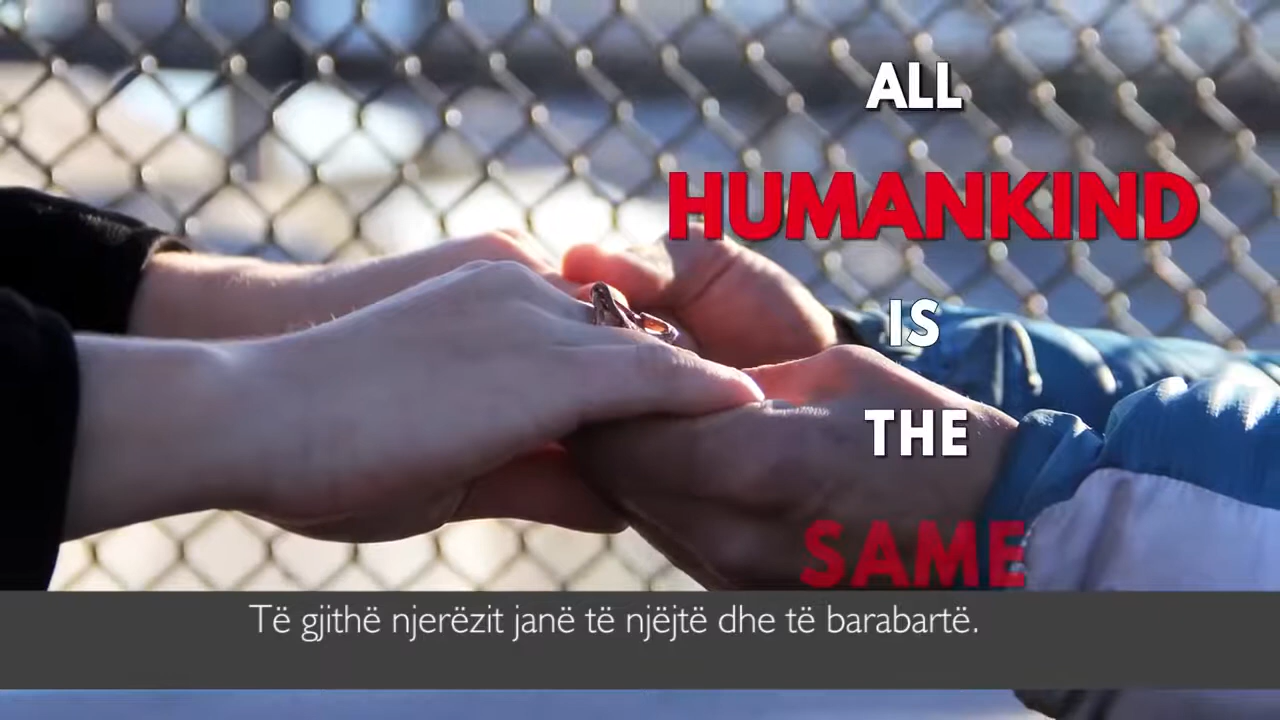 ALL
HUMANKIND
IS
THE
SAME
Të gjithë njerëzit janë të njëjtë dhe të barabartë.